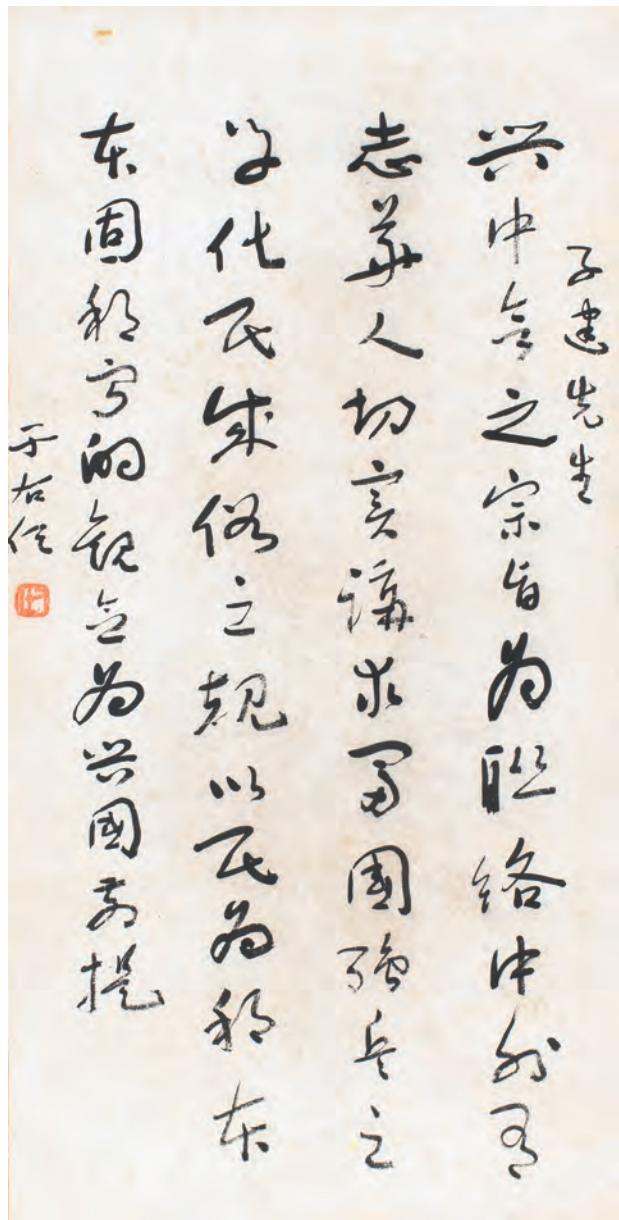 子建先生
興中會之宗旨為聯絡中外有
志華人切實講求富國強兵之
學化民成俗之規以民為邦本
本固邦寧的觀念為興國前提
于右任